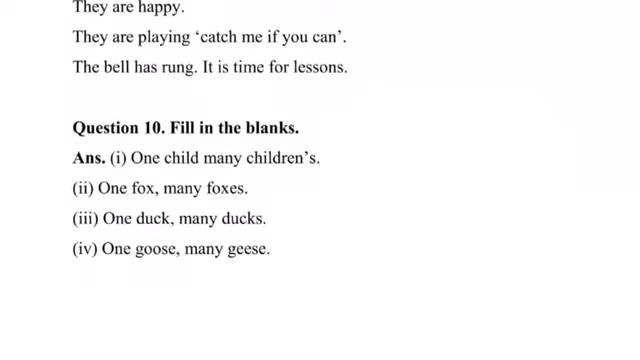 They are happy.
They are playing ‘catch me if you can’.
The bell has rung. It is time for lessons.
Question 10. Fill in the blanks.
Ans. (i) One child many children’s.
(ii) One fox, many foxes.
(iii) One duck, many ducks.
(iv) One goose, many geese.